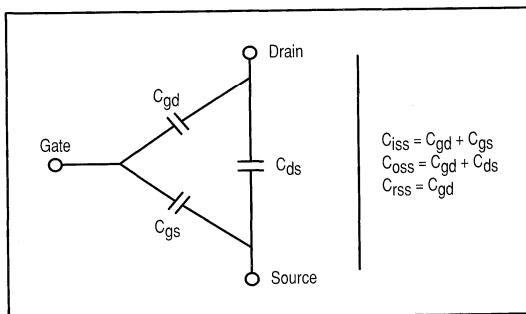 Drain
Cgd
Gate
Cds
Cgs
Source
Ciss = Cgd + Cgs
Coss = Cgd + Cds
Crss = Cgd